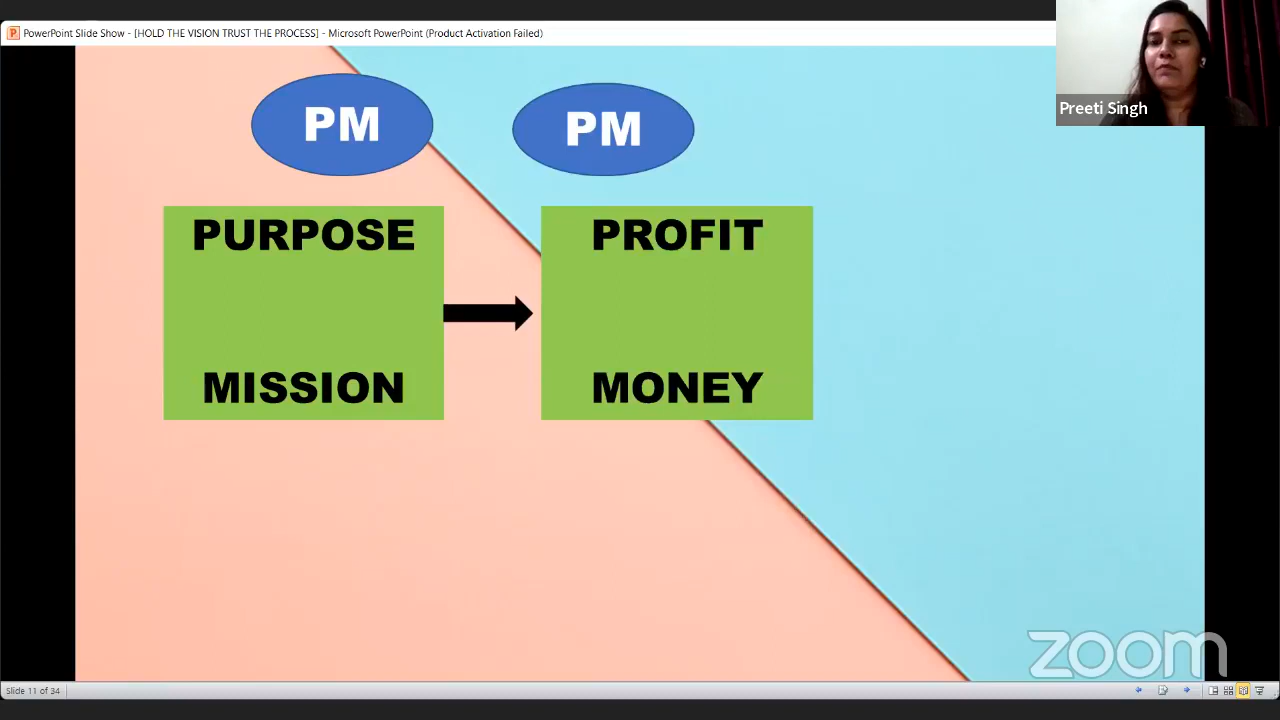 PowerPoint Slide Show - [HOLD THE VISION TRUST THE PROCESS] - Microsoft PowerPoint (Product Activation Failed)
Preeti Singh
PM
PM
PURPOSE
PROFIT
MISSION
MONEY
zoom
Slide 11 of 34